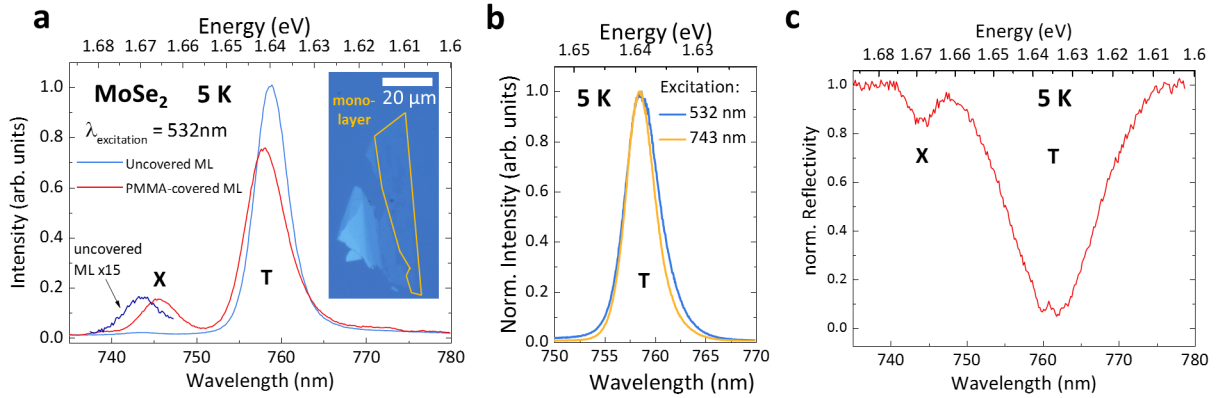 a
Energy (eV)
1.68 1.67 1.66 1.65 1.64 1.63 1.62 1.61 1.6
MoSe2 5 K
λexcitation = 532nm
Uncovered ML
PMMA-covered ML
mono-
layer
20 μm
uncovered
ML x15
X
T
Intensity (arb. units)
0.0 0.2 0.4 0.6 0.8 1.0
740 750 760 770 780
Wavelength (nm)
b
Energy (eV)
1.65 1.64 1.63
5 K
Excitation:
532 nm
743 nm
T
Norm. Intensity (arb. units)
0.0 0.2 0.4 0.6 0.8 1.0
750 755 760 765 770
Wavelength (nm)
c
Energy (eV)
1.68 1.67 1.66 1.65 1.64 1.63 1.62 1.61 1.6
5 K
X
T
norm. Reflectivity
0.0 0.2 0.4 0.6 0.8 1.0
740 750 760 770 780
Wavelength (nm)